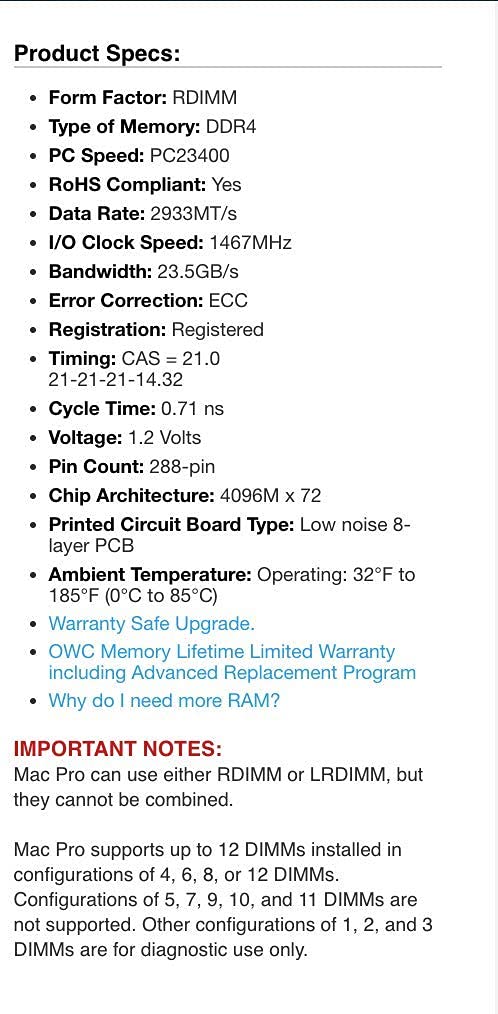 Product Specs:
Form Factor: RDIMM
Type of Memory: DDR4
PC Speed: PC23400
RoHS Compliant: Yes
Data Rate: 2933MT/s
I/O Clock Speed: 1467MHz
Bandwidth: 23.5GB/s
Error Correction: ECC
Registration: Registered
Timing: CAS = 21.0
21-21-21-14.32
Cycle Time: 0.71 ns
Voltage: 1.2 Volts
Pin Count: 288-pin
Chip Architecture: 4096M x 72
Printed Circuit Board Type: Low noise 8-
layer PCB
Ambient Temperature: Operating: 32°F to
185°F (0°C to 85°C)
Warranty Safe Upgrade.
OWC Memory Lifetime Limited Warranty
including Advanced Replacement Program
Why do I need more RAM?
IMPORTANT NOTES:
Mac Pro can use either RDIMM or LRDIMM, but
they cannot be combined.
Mac Pro supports up to 12 DIMMs installed in
configurations of 4, 6, 8, or 12 DIMMs.
Configurations of 5, 7, 9, 10, and 11 DIMMs are
not supported. Other configurations of 1, 2, and 3
DIMMs are for diagnostic use only.